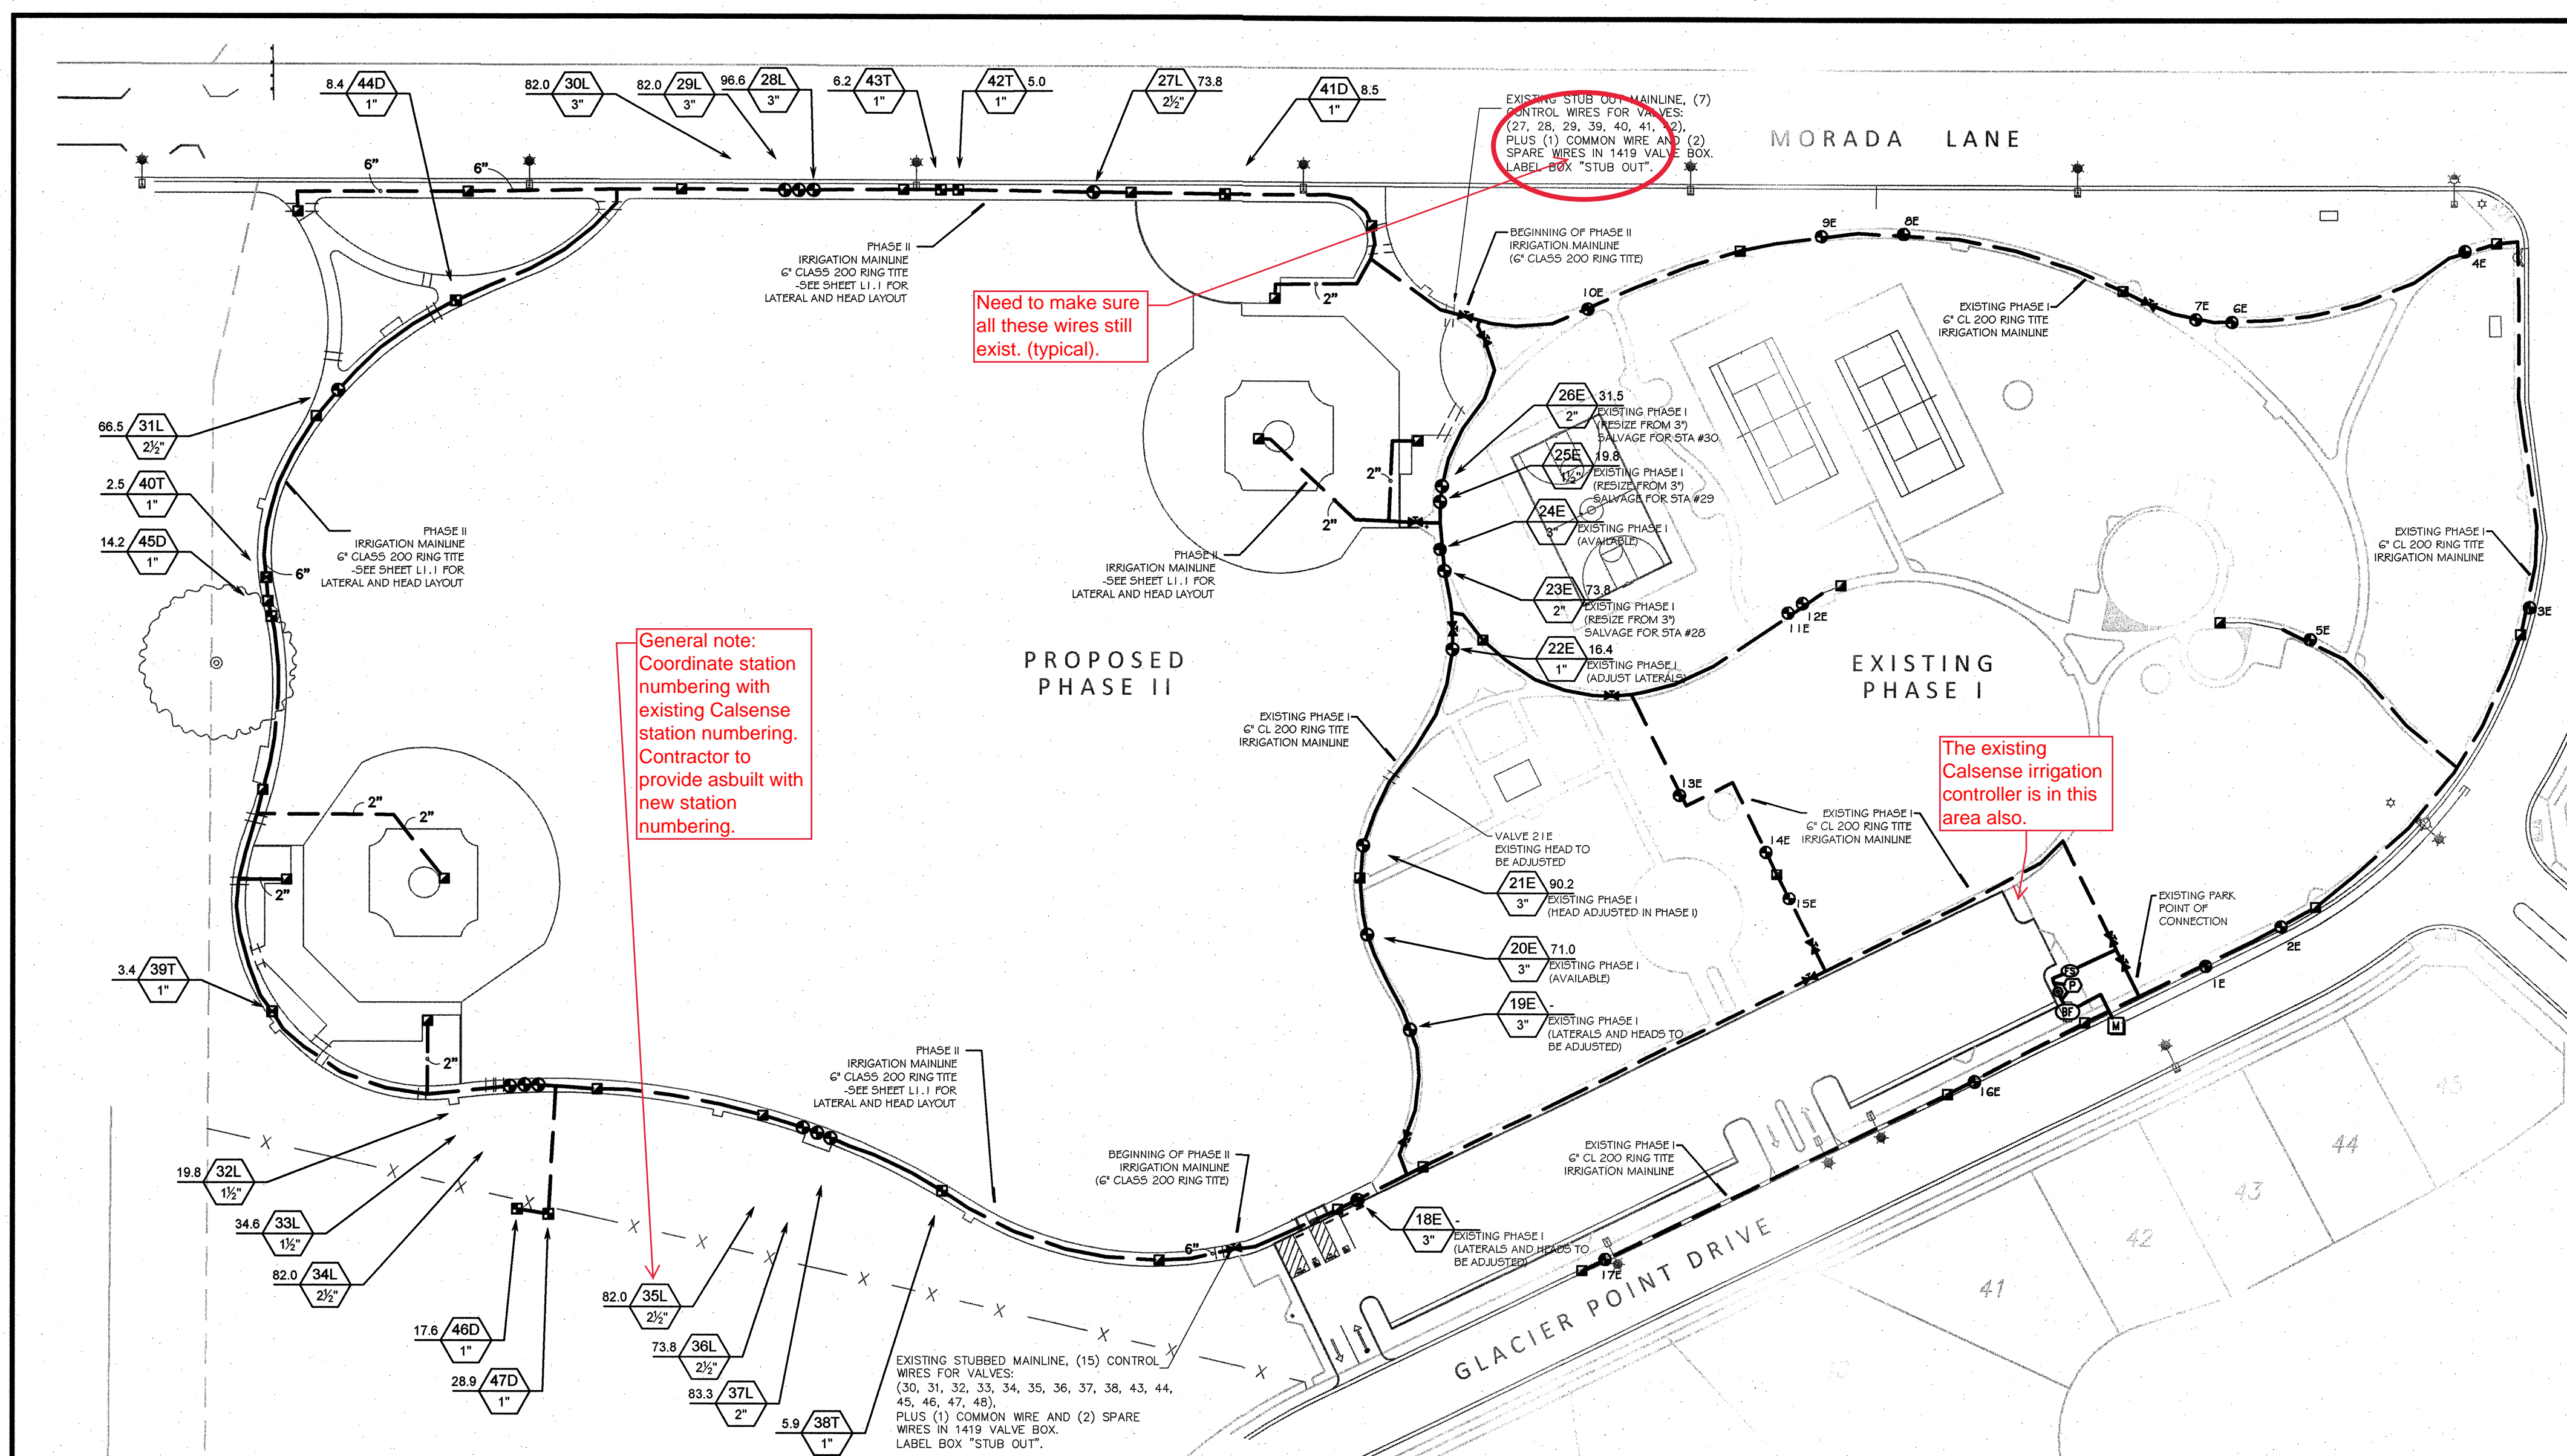 8.4
44D
1"
82.0
30L
3"
82.0
29L
3"
96.6
28L
3"
6.2
43T
1"
42T
5.0
1"
27L
73.8
2½"
41D
8.5
1"
EXISTING STUB OUT MAINLINE, (7)
CONTROL WIRES FOR VALVES:
(27, 28, 29, 39, 40, 41, 42),
PLUS (1) COMMON WIRE AND (2)
SPARE WIRES IN 1419 VALVE BOX.
LABEL BOX "STUB OUT".
MORADA LANE
6"
6"
PHASE II
IRRIGATION MAINLINE
6" CLASS 200 RING TITE
-SEE SHEET L1.1 FOR
LATERAL AND HEAD LAYOUT
BEGINNING OF PHASE II
IRRIGATION MAINLINE
(6" CLASS 200 RING TITE)
Need to make sure
all these wires still
exist. (typical).
2"
10E
9E
8E
4E
7E
6E
EXISTING PHASE I
6" CL 200 RING TITE
IRRIGATION MAINLINE
66.5
31L
2½"
2.5
40T
1"
14.2
45D
1"
6"
PHASE II
IRRIGATION MAINLINE
6" CLASS 200 RING TITE
-SEE SHEET L1.1 FOR
LATERAL AND HEAD LAYOUT
2"
2"
PHASE II
IRRIGATION MAINLINE
-SEE SHEET L1.1 FOR
LATERAL AND HEAD LAYOUT
26E
31.5
2"
EXISTING PHASE I
(RESIZE FROM 3")
SALVAGE FOR STA #30
25E
19.8
1½"
EXISTING PHASE I
(RESIZE FROM 3")
SALVAGE FOR STA #29
24E
3"
EXISTING PHASE I
(AVAILABLE)
23E
73.8
2"
EXISTING PHASE I
(RESIZE FROM 3")
SALVAGE FOR STA #28
22E
16.4
1"
EXISTING PHASE I
(ADJUST LATERALS)
EXISTING PHASE I
6" CL 200 RING TITE
IRRIGATION MAINLINE
3E
12E
11E
5E
General note:
Coordinate station
numbering with
existing Calsense
station numbering.
Contractor to
provide asbuilt with
new station
numbering.
PROPOSED
PHASE II
EXISTING
PHASE I
EXISTING PHASE I
6" CL 200 RING TITE
IRRIGATION MAINLINE
The existing
Calsense irrigation
controller is in this
area also.
13E
14E
15E
EXISTING PHASE I
6" CL 200 RING TITE
IRRIGATION MAINLINE
2"
2"
2"
VALVE 21E
EXISTING HEAD TO
BE ADJUSTED
21E
90.2
3"
EXISTING PHASE I
(HEAD ADJUSTED IN PHASE I)
20E
71.0
3"
EXISTING PHASE I
(AVAILABLE)
19E
-
3"
EXISTING PHASE I
(LATERALS AND HEADS TO
BE ADJUSTED)
EXISTING PARK
POINT OF
CONNECTION
2E
1E
FS
P
BF
M
16E
3.4
39T
1"
2"
PHASE II
IRRIGATION MAINLINE
6" CLASS 200 RING TITE
-SEE SHEET L1.1 FOR
LATERAL AND HEAD LAYOUT
BEGINNING OF PHASE II
IRRIGATION MAINLINE
(6" CLASS 200 RING TITE)
6"
EXISTING PHASE I
6" CL 200 RING TITE
IRRIGATION MAINLINE
18E
-
3"
EXISTING PHASE I
(LATERALS AND HEADS TO
BE ADJUSTED)
17E
GLACIER POINT DRIVE
45
44
43
42
41
19.8
32L
1½"
34.6
33L
1½"
82.0
34L
2½"
17.6
46D
1"
28.9
47D
1"
82.0
35L
2½"
73.8
36L
2½"
83.3
37L
2"
5.9
38T
1"
EXISTING STUBBED MAINLINE, (15) CONTROL
WIRES FOR VALVES:
(30, 31, 32, 33, 34, 35, 36, 37, 38, 43, 44,
45, 46, 47, 48),
PLUS (1) COMMON WIRE AND (2) SPARE
WIRES IN 1419 VALVE BOX.
LABEL BOX "STUB OUT".